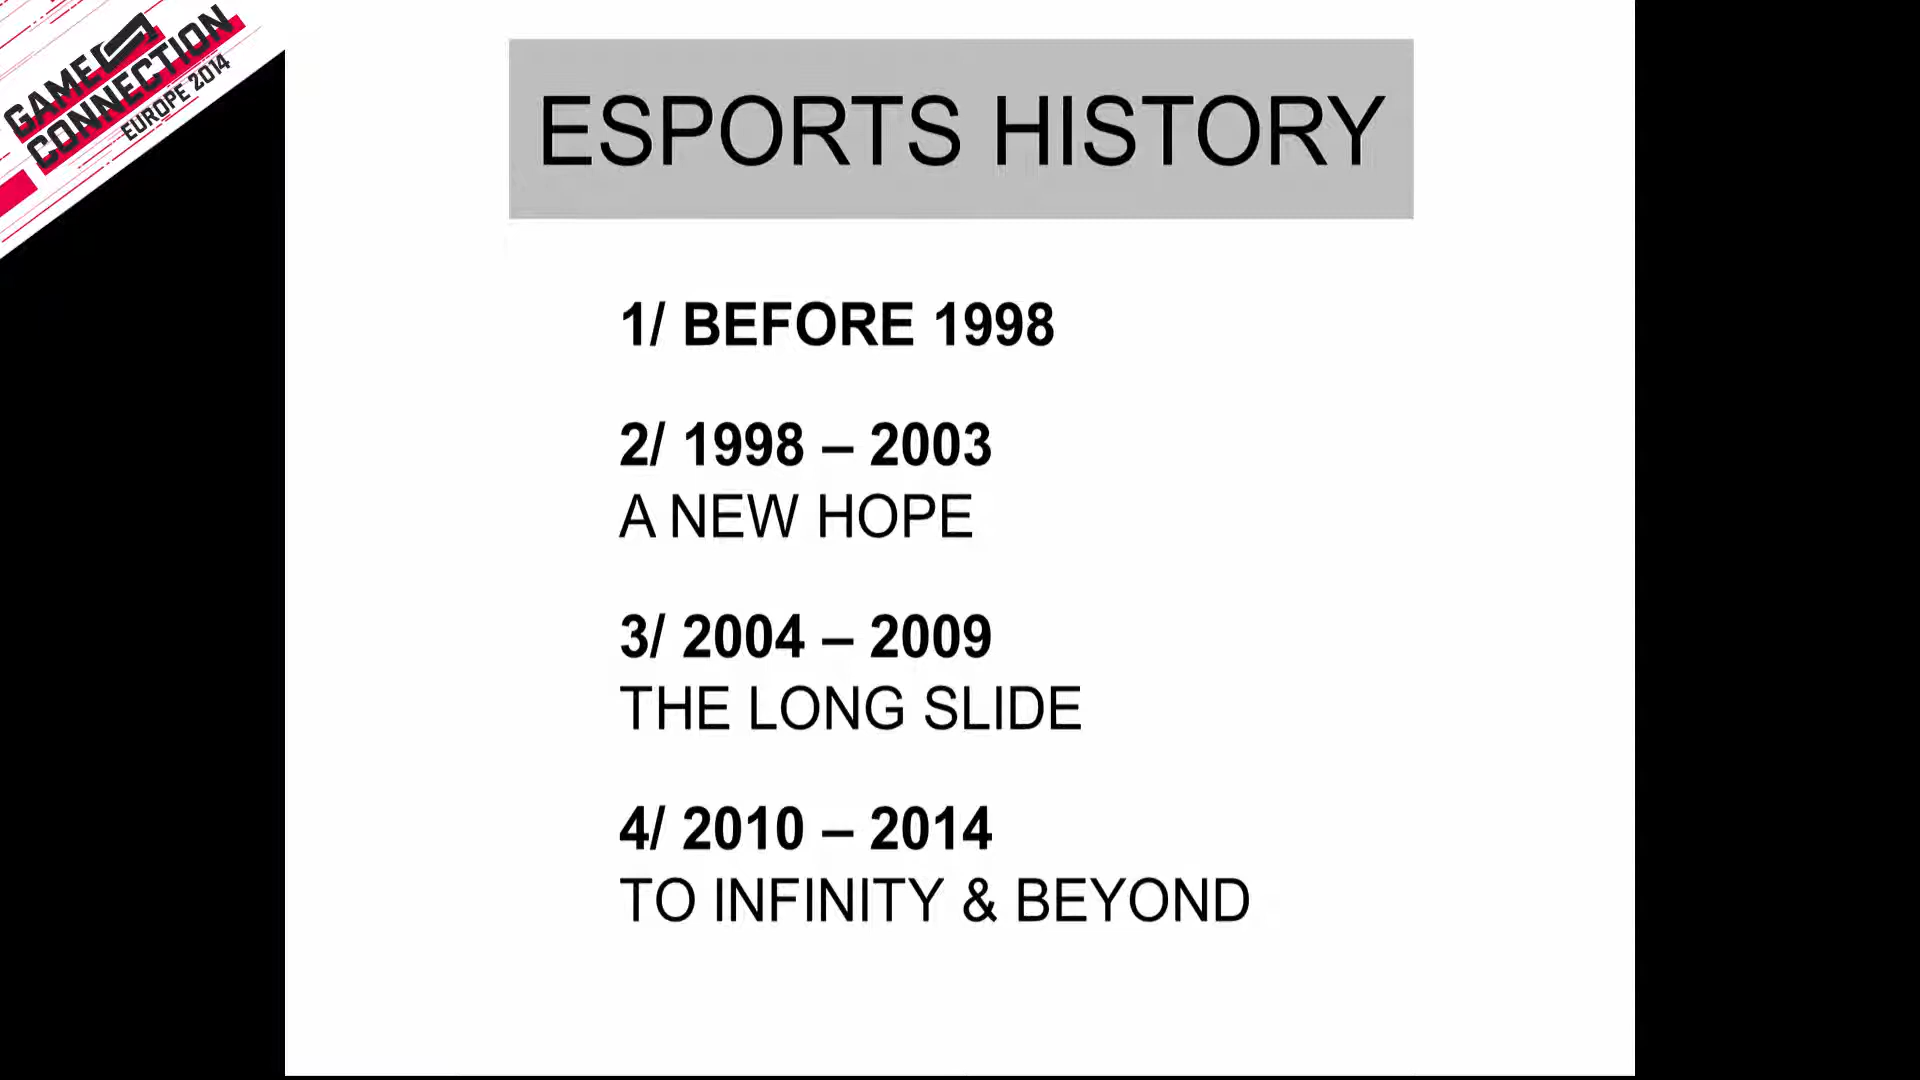 GAME
CONNECTION
EUROPE 2014
ESPORTS HISTORY
1/ BEFORE 1998
2/ 1998 – 2003
A NEW HOPE
3/ 2004 – 2009
THE LONG SLIDE
4/ 2010 – 2014
TO INFINITY & BEYOND